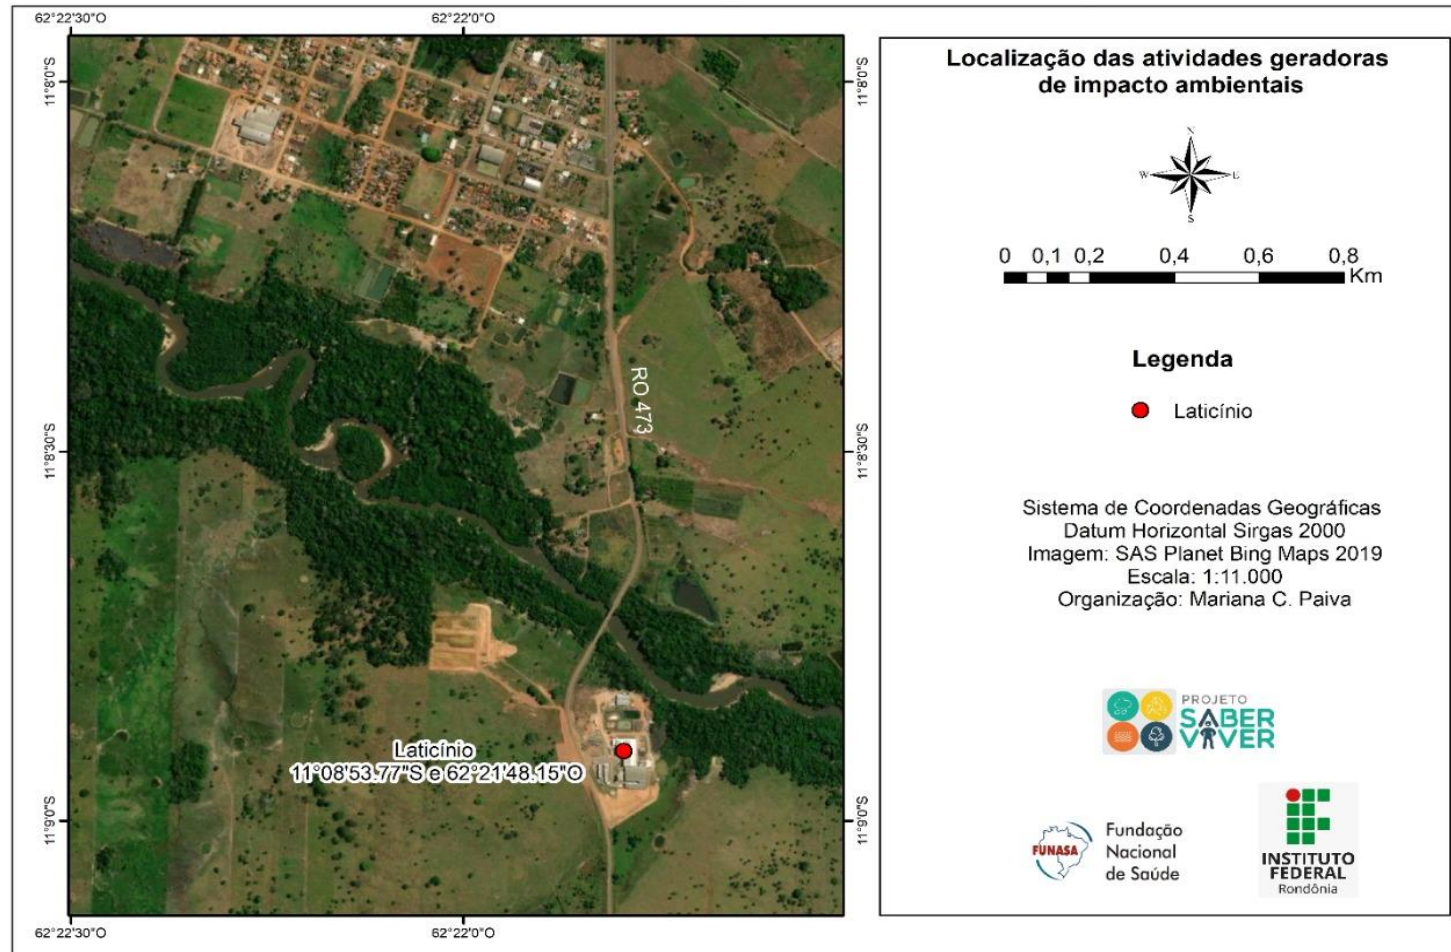 62°22'30"O
62°22'0"O
11°8'0"S
11°8'0"S
11°8'30"S
11°8'30"S
11°9'0"S
11°9'0"S
RO 473
Laticínio
11°08'53.77"S e 62°21'48.15"O
62°22'30"O
62°22'0"O
Localização das atividades geradoras
de impacto ambientais
N
W
E
S
0 0,1 0,2 0,4 0,6 0,8
Km
Legenda
Laticínio
Sistema de Coordenadas Geográficas
Datum Horizontal Sirgas 2000
Imagem: SAS Planet Bing Maps 2019
Escala: 1:11.000
Organização: Mariana C. Paiva
PROJETO
SABER
VIVER
FUNASA
Fundação
Nacional
de Saúde
INSTITUTO
FEDERAL
Rondônia